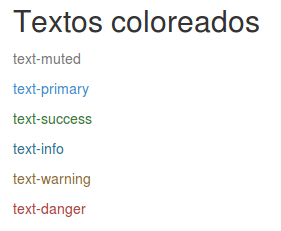 Textos coloreados
text-muted
text-primary
text-success
text-info
text-warning
text-danger